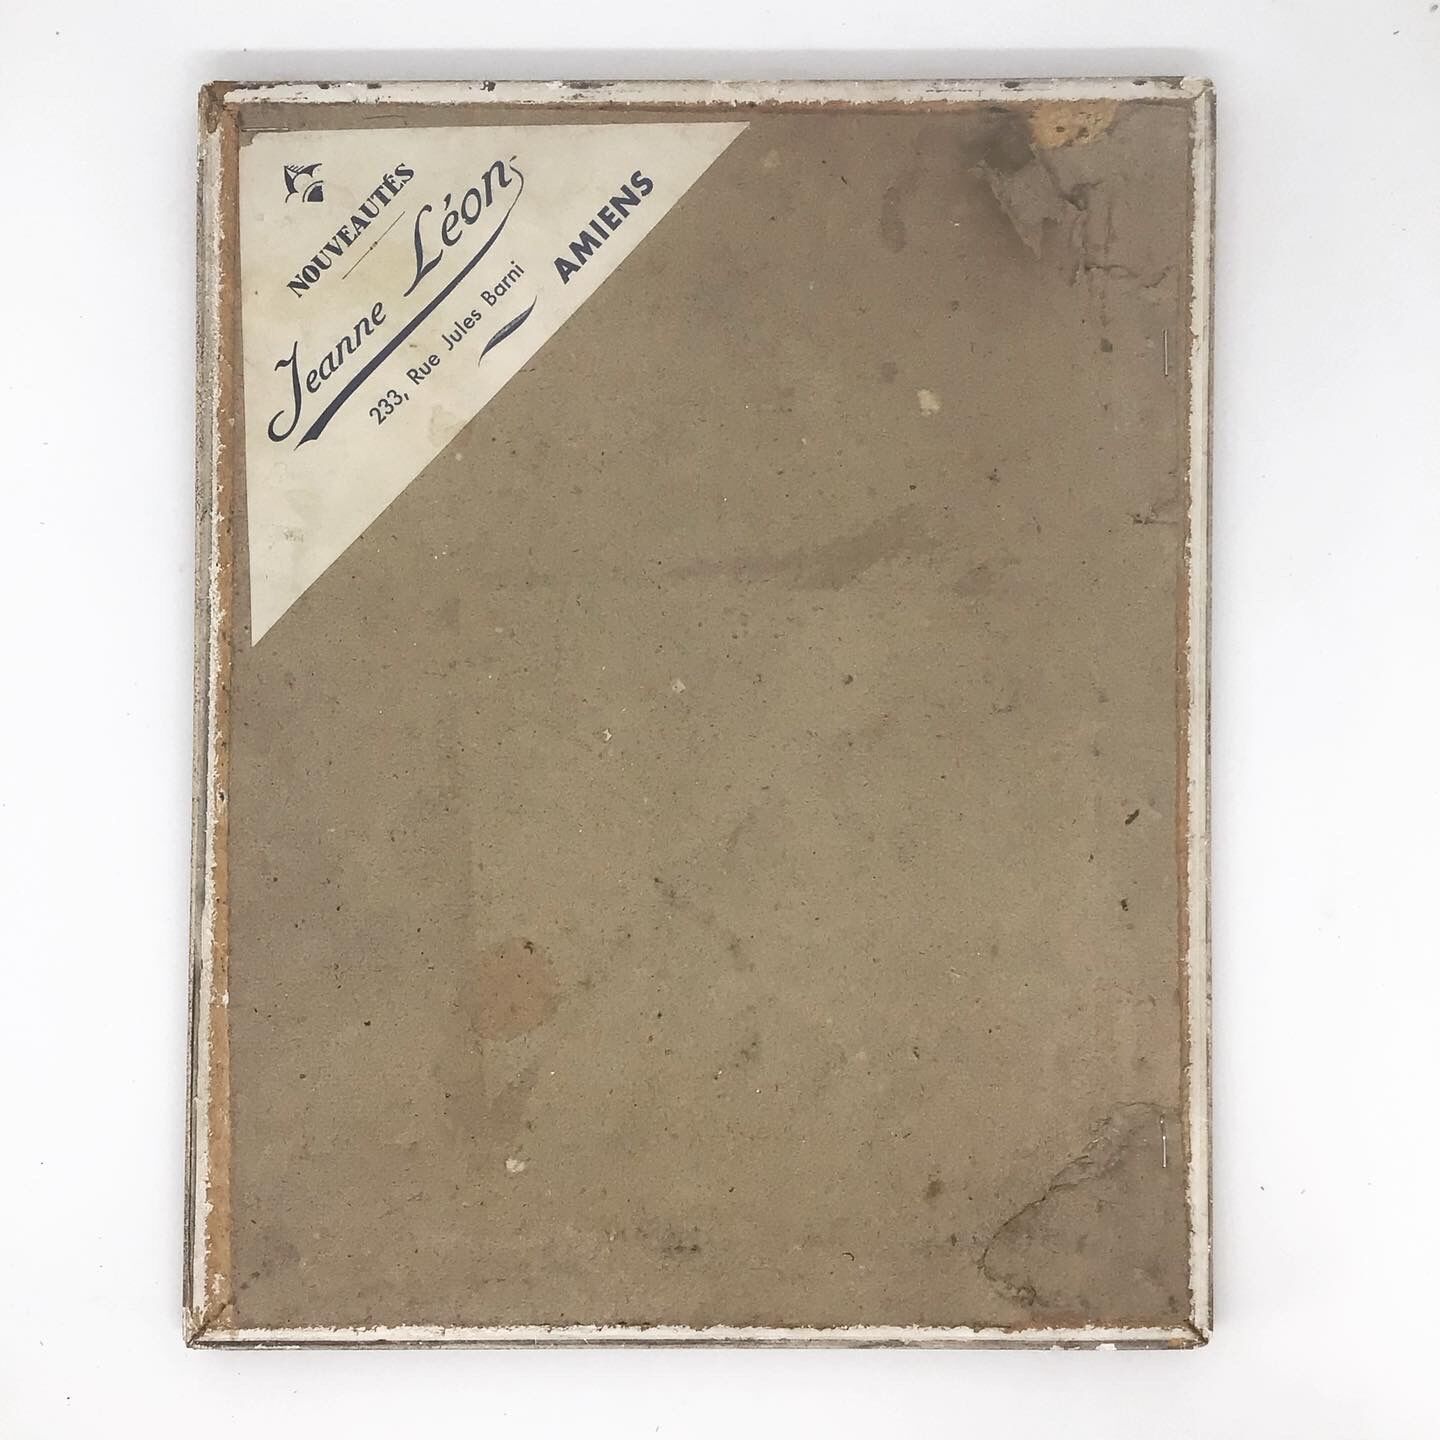 NOUVEAUTÉS
Jeanne Léon
233, Rue Jules Barni
AMIENS